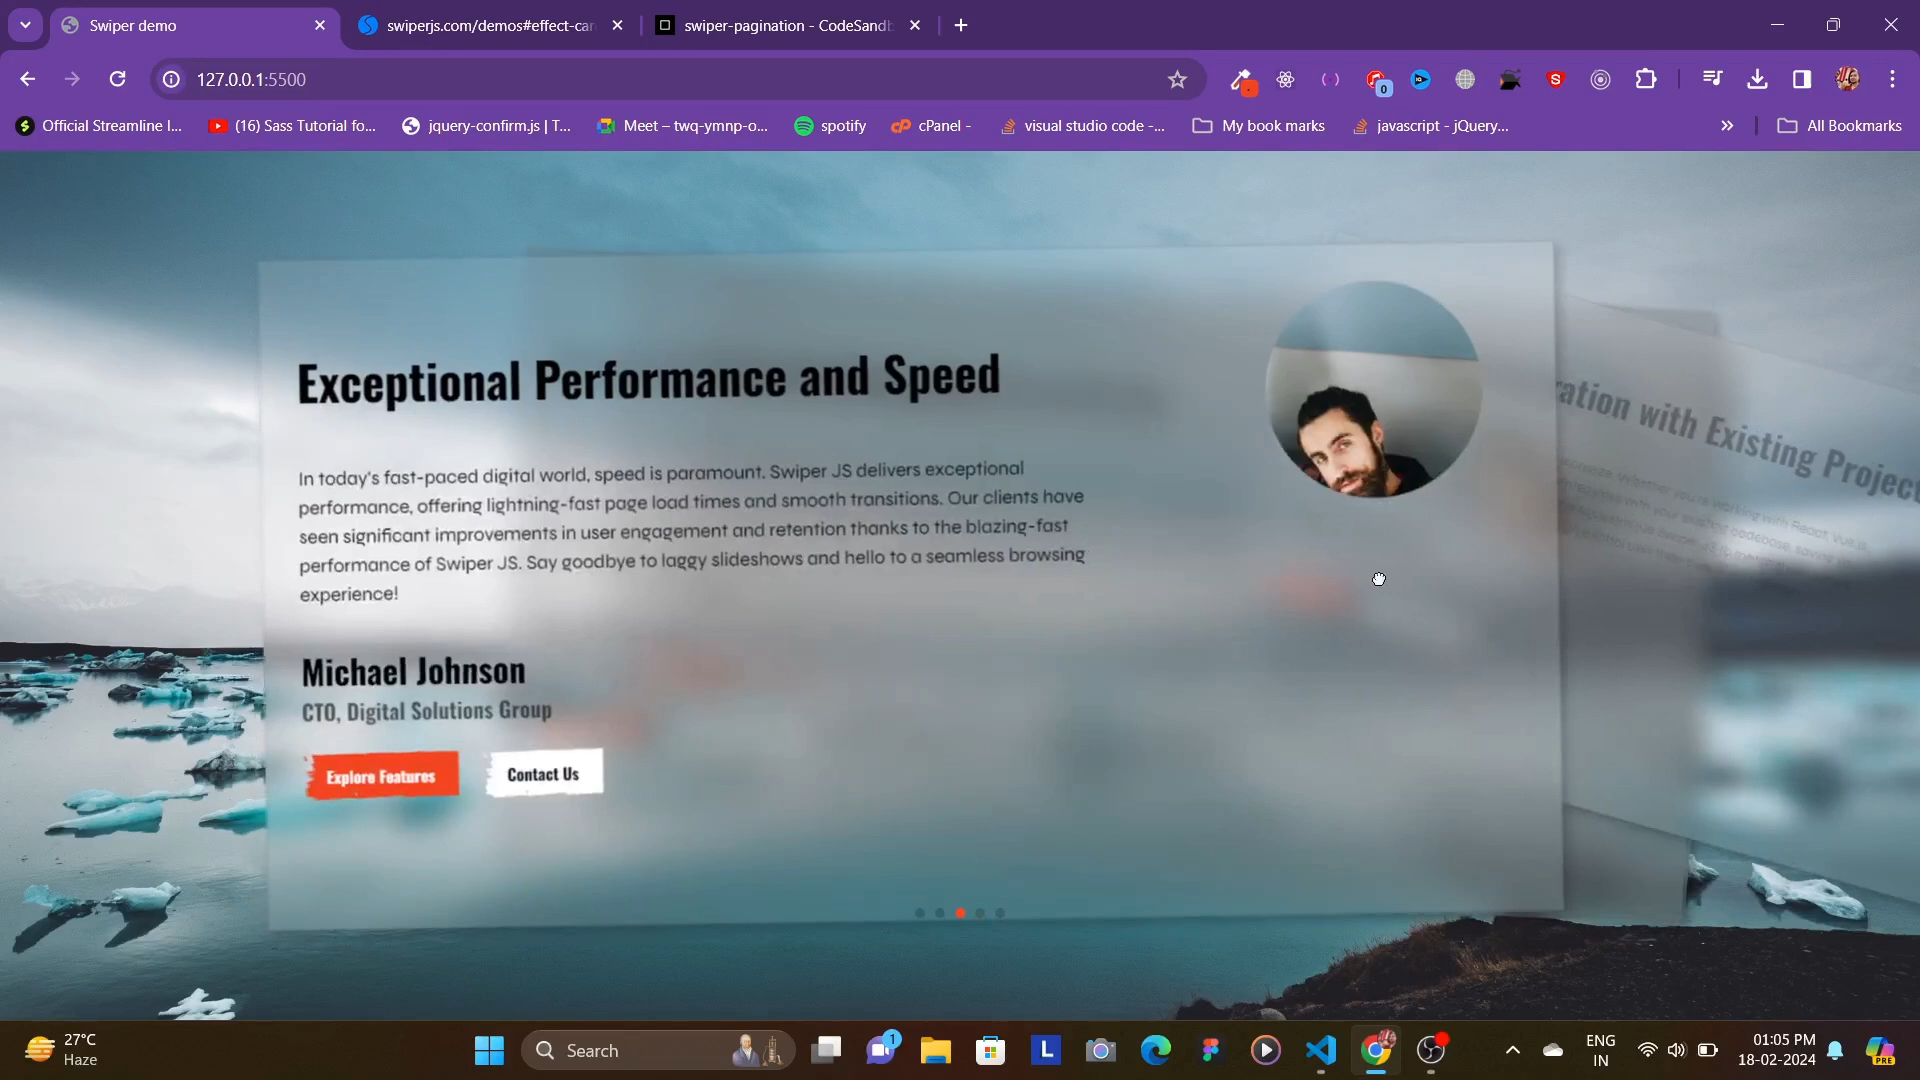 Swiper demo
swiperjs.com/demos#effect-car
swiper-pagination - CodeSandb
127.0.0.1:5500
Official Streamline I...
(16) Sass Tutorial fo...
jquery-confirm.js | T...
Meet – twq-ymnp-o...
spotify
cPanel -
visual studio code -...
My book marks
javascript - jQuery...
All Bookmarks
Exceptional Performance and Speed
ration with Existing Project
In today's fast-paced digital world, speed is paramount. Swiper JS delivers exceptional
performance, offering lightning-fast page load times and smooth transitions. Our clients have
seen significant improvements in user engagement and retention thanks to the blazing-fast
performance of Swiper JS. Say goodbye to laggy slideshows and hello to a seamless browsing
experience!
Michael Johnson
CTO, Digital Solutions Group
Explore Features
Contact Us
27°C
Haze
Search
1
ENG
IN
01:05 PM
18-02-2024